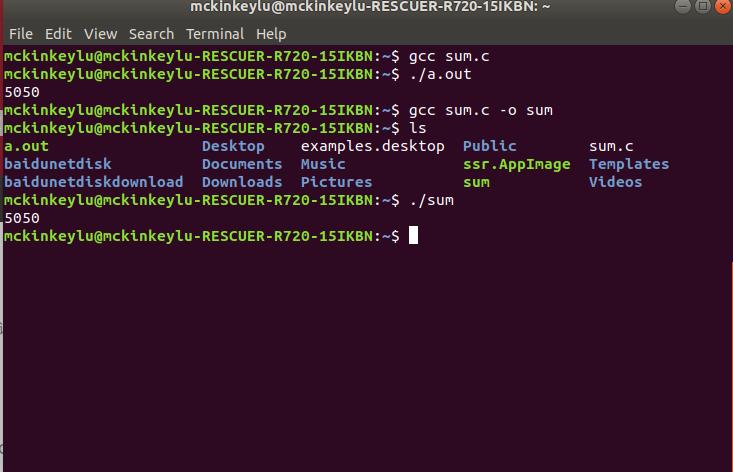 mckinkeylu@mckinkeylu-RESCUER-R720-15IKBN: ~
File Edit View Search Terminal Help
mckinkeylu@mckinkeylu-RESCUER-R720-15IKBN:~$ gcc sum.c
mckinkeylu@mckinkeylu-RESCUER-R720-15IKBN:~$ ./a.out
5050
mckinkeylu@mckinkeylu-RESCUER-R720-15IKBN:~$ gcc sum.c -o sum
mckinkeylu@mckinkeylu-RESCUER-R720-15IKBN:~$ ls
a.out Desktop examples.desktop Public sum.c
baidunetdisk Documents Music ssr.AppImage Templates
baidunetdiskdownload Downloads Pictures sum Videos
mckinkeylu@mckinkeylu-RESCUER-R720-15IKBN:~$ ./sum
5050
mckinkeylu@mckinkeylu-RESCUER-R720-15IKBN:~$